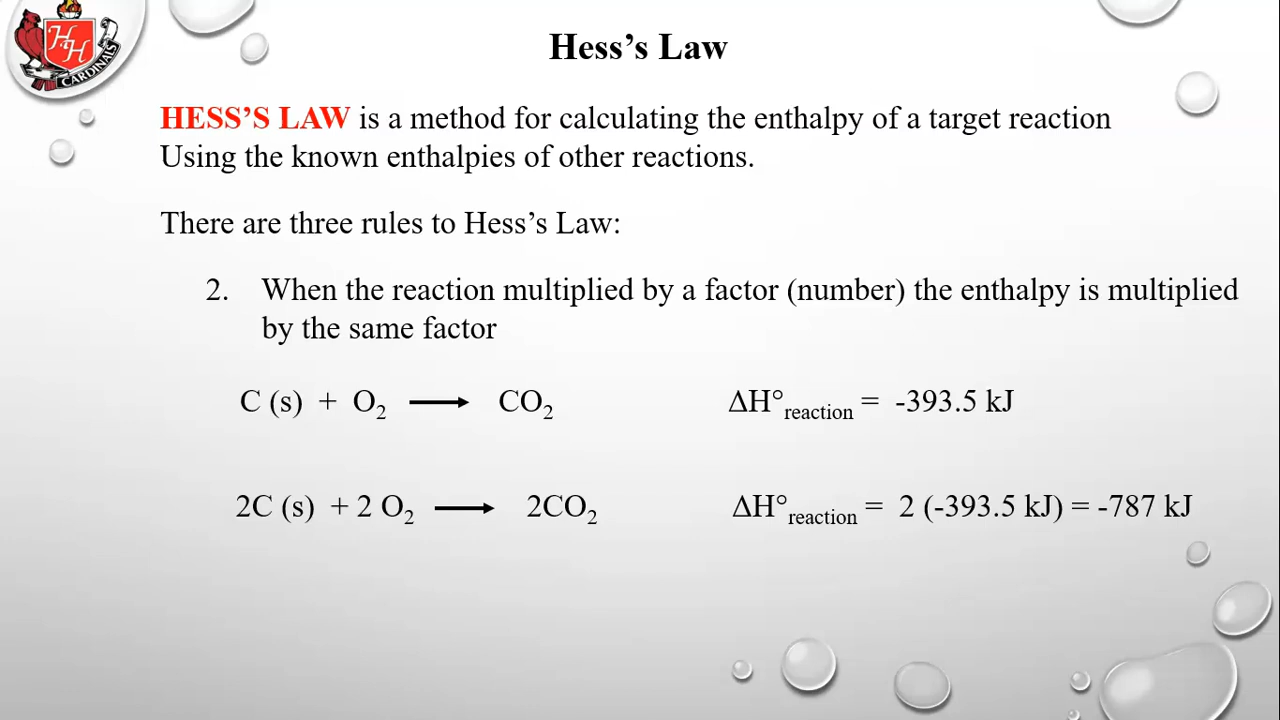 HH
CARDINALS
Hess’s Law
HESS’S LAW is a method for calculating the enthalpy of a target reaction
Using the known enthalpies of other reactions.
There are three rules to Hess’s Law:
2. When the reaction multiplied by a factor (number) the enthalpy is multiplied
by the same factor
C (s) + O₂ ⟶ CO₂ ΔH°reaction = -393.5 kJ
2C (s) + 2 O₂ ⟶ 2CO₂ ΔH°reaction = 2 (-393.5 kJ) = -787 kJ